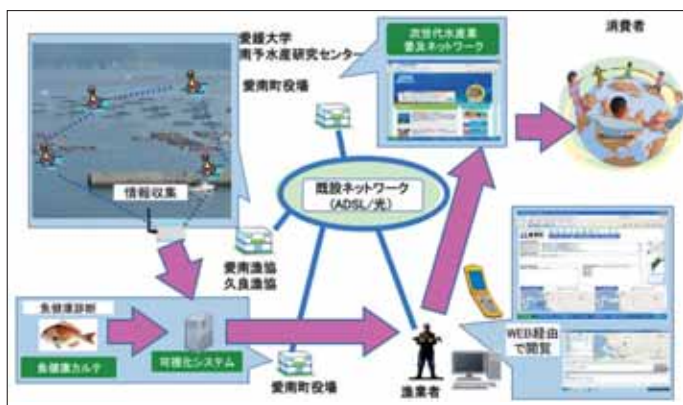 愛媛大学
南予水産研究センター
愛南町役場
次世代水産業
普及ネットワーク
消費者
情報収集
既設ネットワーク
(ADSL/光)
愛南漁協
久良漁協
魚健康診断
魚健康カルテ
可視化システム
愛南町役場
漁業者
WEB経由
で閲覧